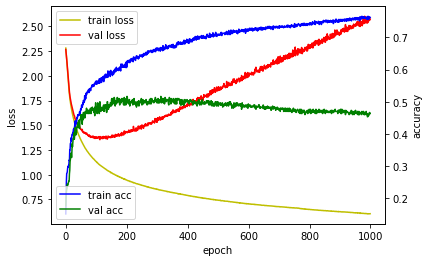 train loss
val loss
2.50
2.25
2.00
1.75
1.50
1.25
1.00
0.75
loss
0.7
0.6
0.5
0.4
0.3
0.2
accuracy
train acc
val acc
0 200 400 600 800 1000
epoch